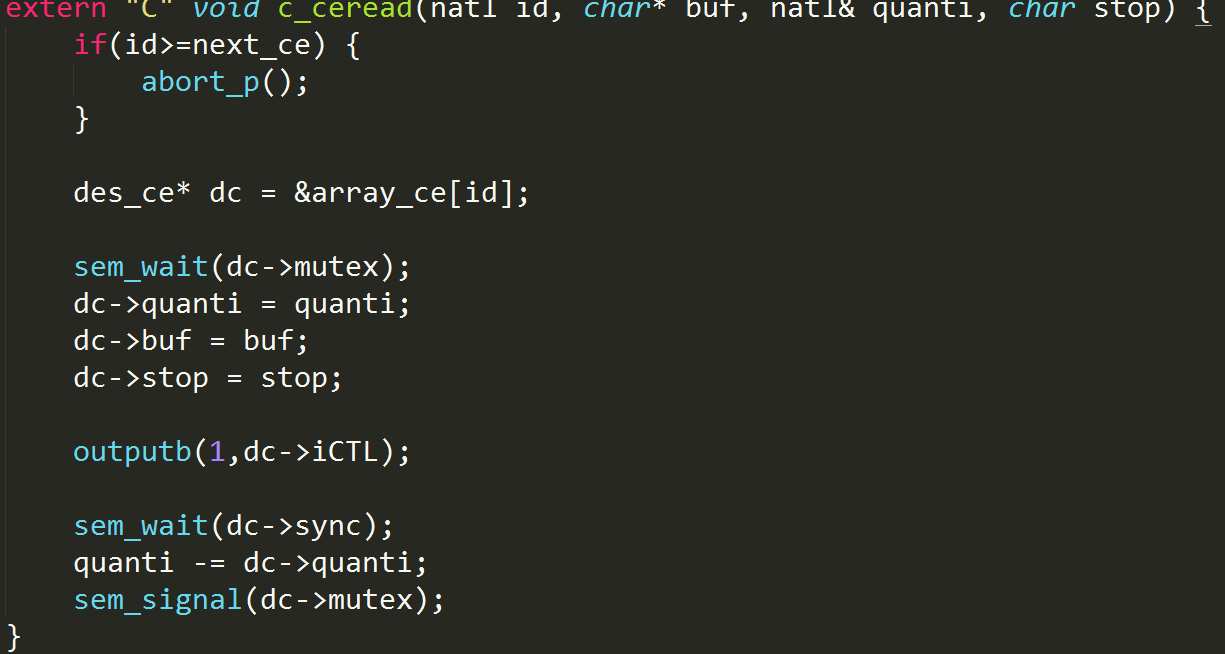 extern "C" void c_ceread(natl id, char* buf, natl& quanti, char stop) {
    if(id>=next_ce) {
        abort_p();
    }
    des_ce* dc = &array_ce[id];
    sem_wait(dc->mutex);
    dc->quanti = quanti;
    dc->buf = buf;
    dc->stop = stop;
    outputb(1,dc->iCTL);
    sem_wait(dc->sync);
    quanti -= dc->quanti;
    sem_signal(dc->mutex);
}